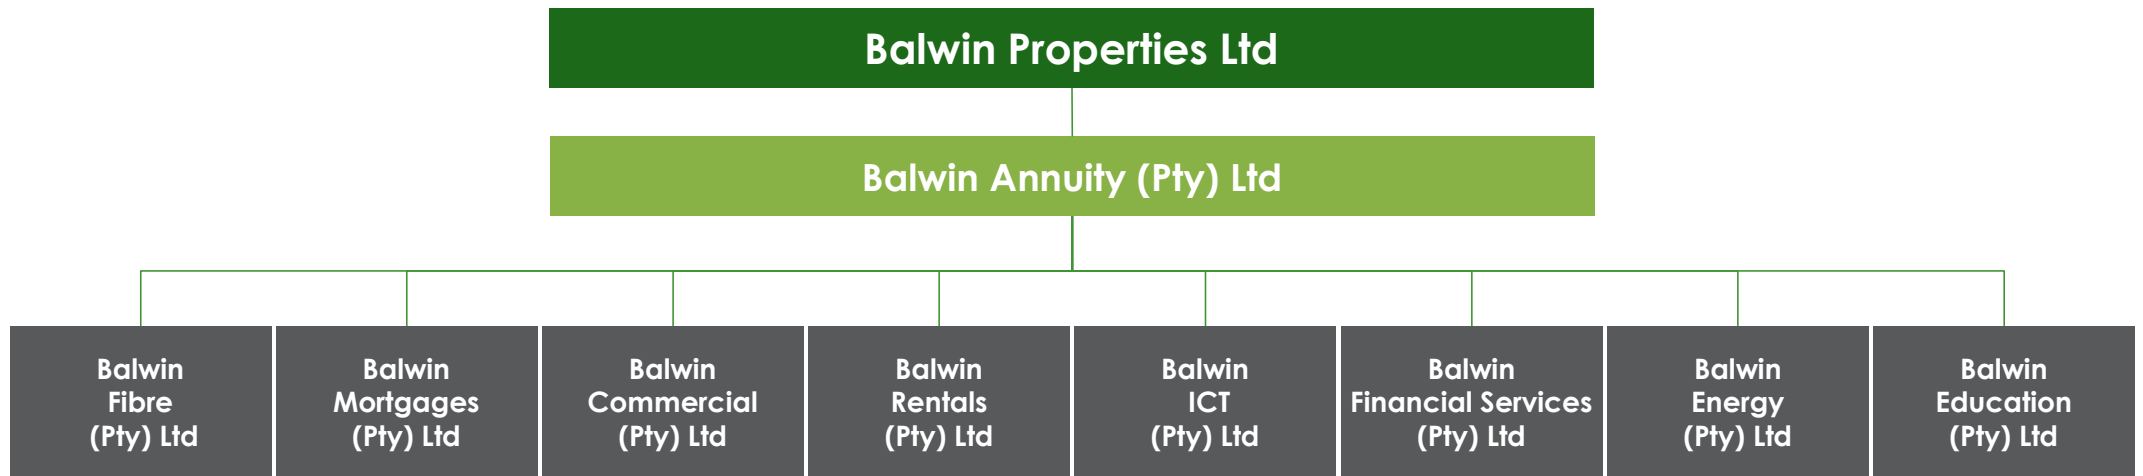 Balwin Properties Ltd
Balwin Annuity (Pty) Ltd
Balwin
Fibre
(Pty) Ltd
Balwin
Mortgages
(Pty) Ltd
Balwin
Commercial
(Pty) Ltd
Balwin
Rentals
(Pty) Ltd
Balwin
ICT
(Pty) Ltd
Balwin
Financial Services
(Pty) Ltd
Balwin
Energy
(Pty) Ltd
Balwin
Education
(Pty) Ltd